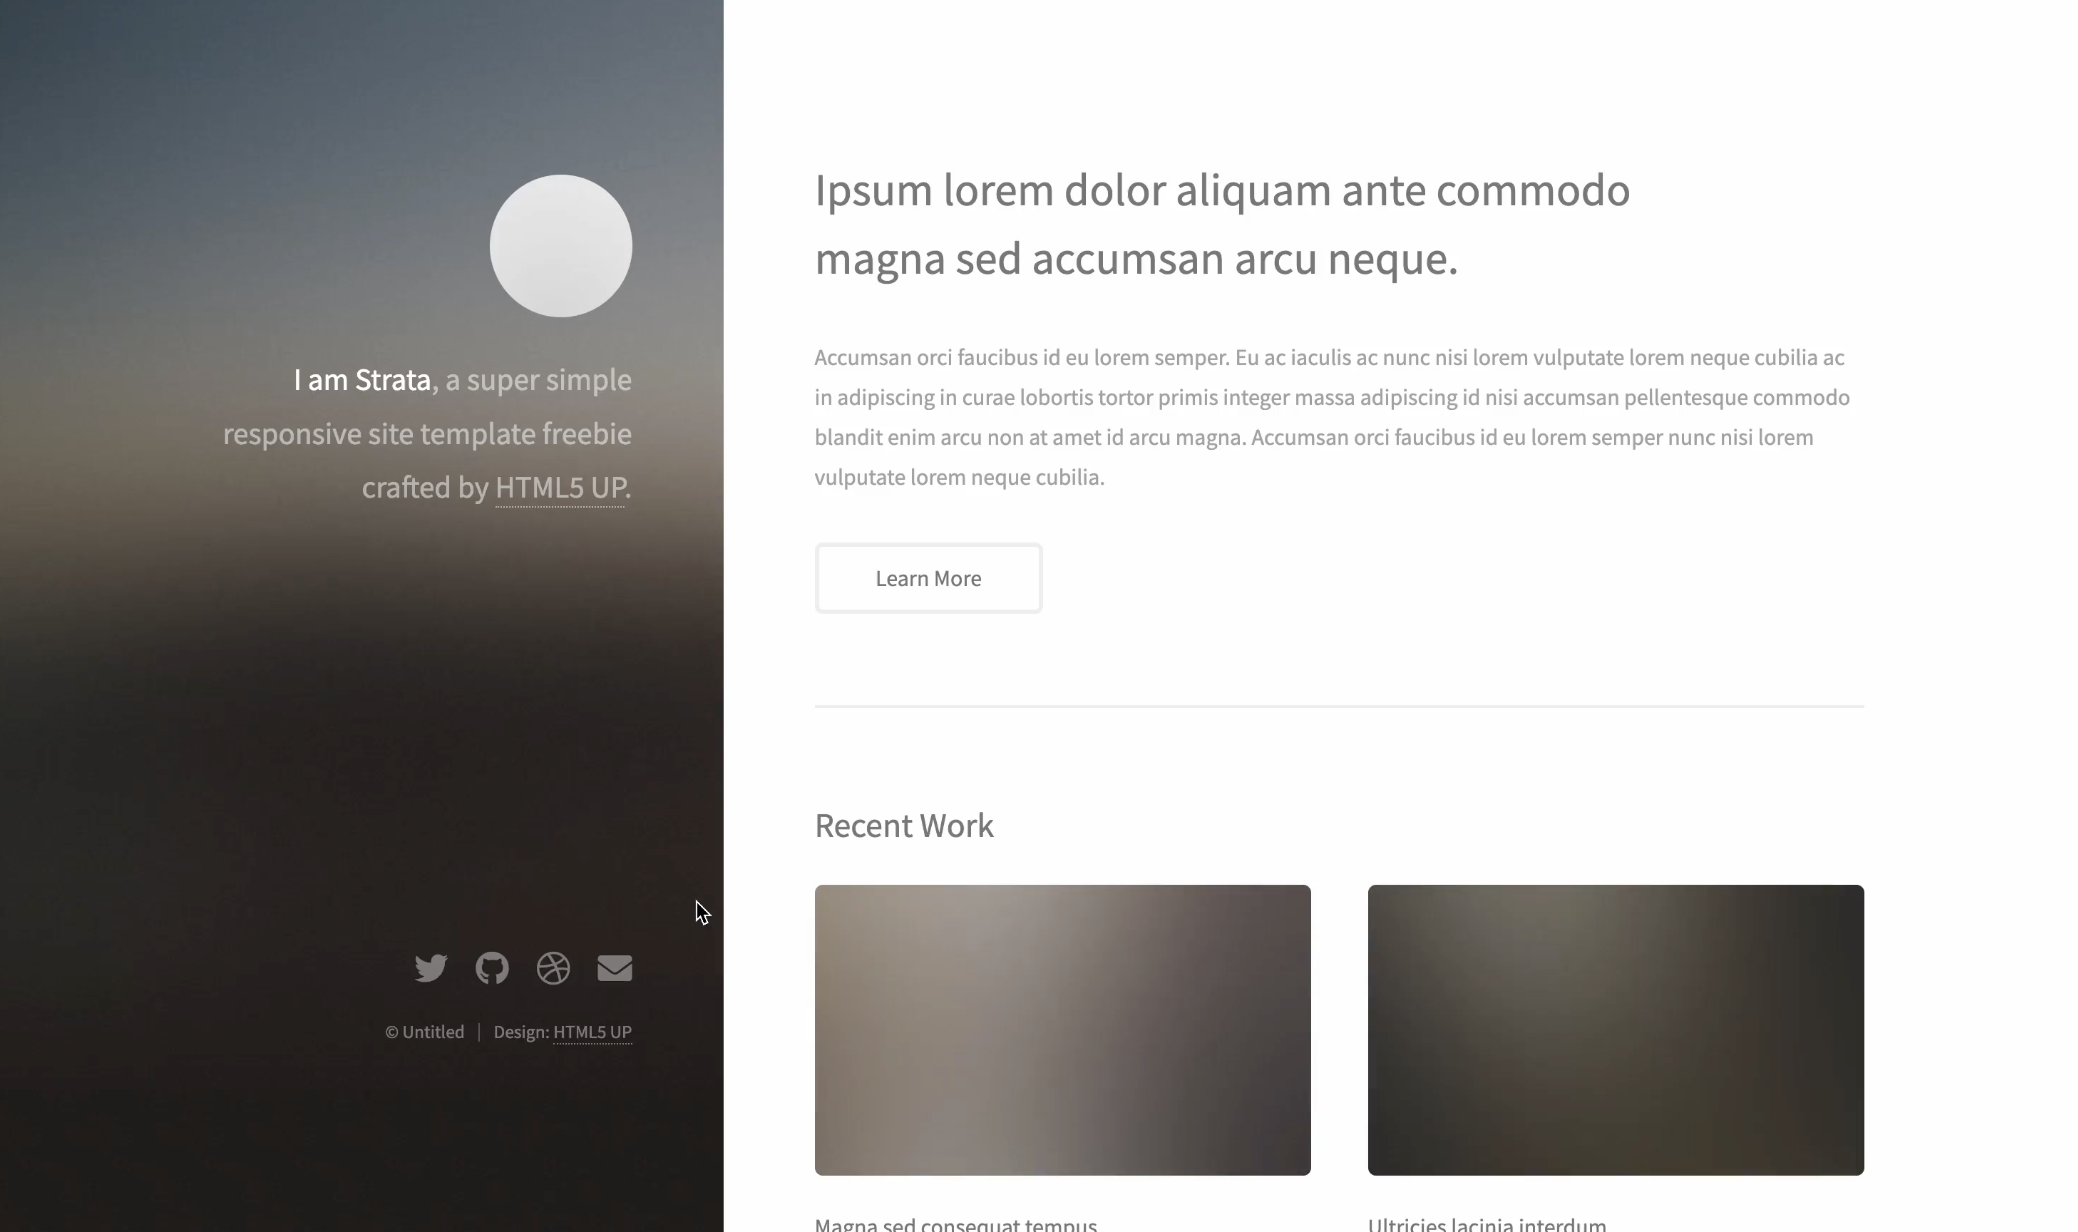 I am Strata, a super simple
responsive site template freebie
crafted by HTML5 UP.
© Untitled | Design: HTML5 UP
Ipsum lorem dolor aliquam ante commodo
magna sed accumsan arcu neque.
Accumsan orci faucibus id eu lorem semper. Eu ac iaculis ac nunc nisi lorem vulputate lorem neque cubilia ac
in adipiscing in curae lobortis tortor primis integer massa adipiscing id nisi accumsan pellentesque commodo
blandit enim arcu non at amet id arcu magna. Accumsan orci faucibus id eu lorem semper nunc nisi lorem
vulputate lorem neque cubilia.
Learn More
Recent Work
Magna sed consequat tempus
Ultricies lacinia interdum